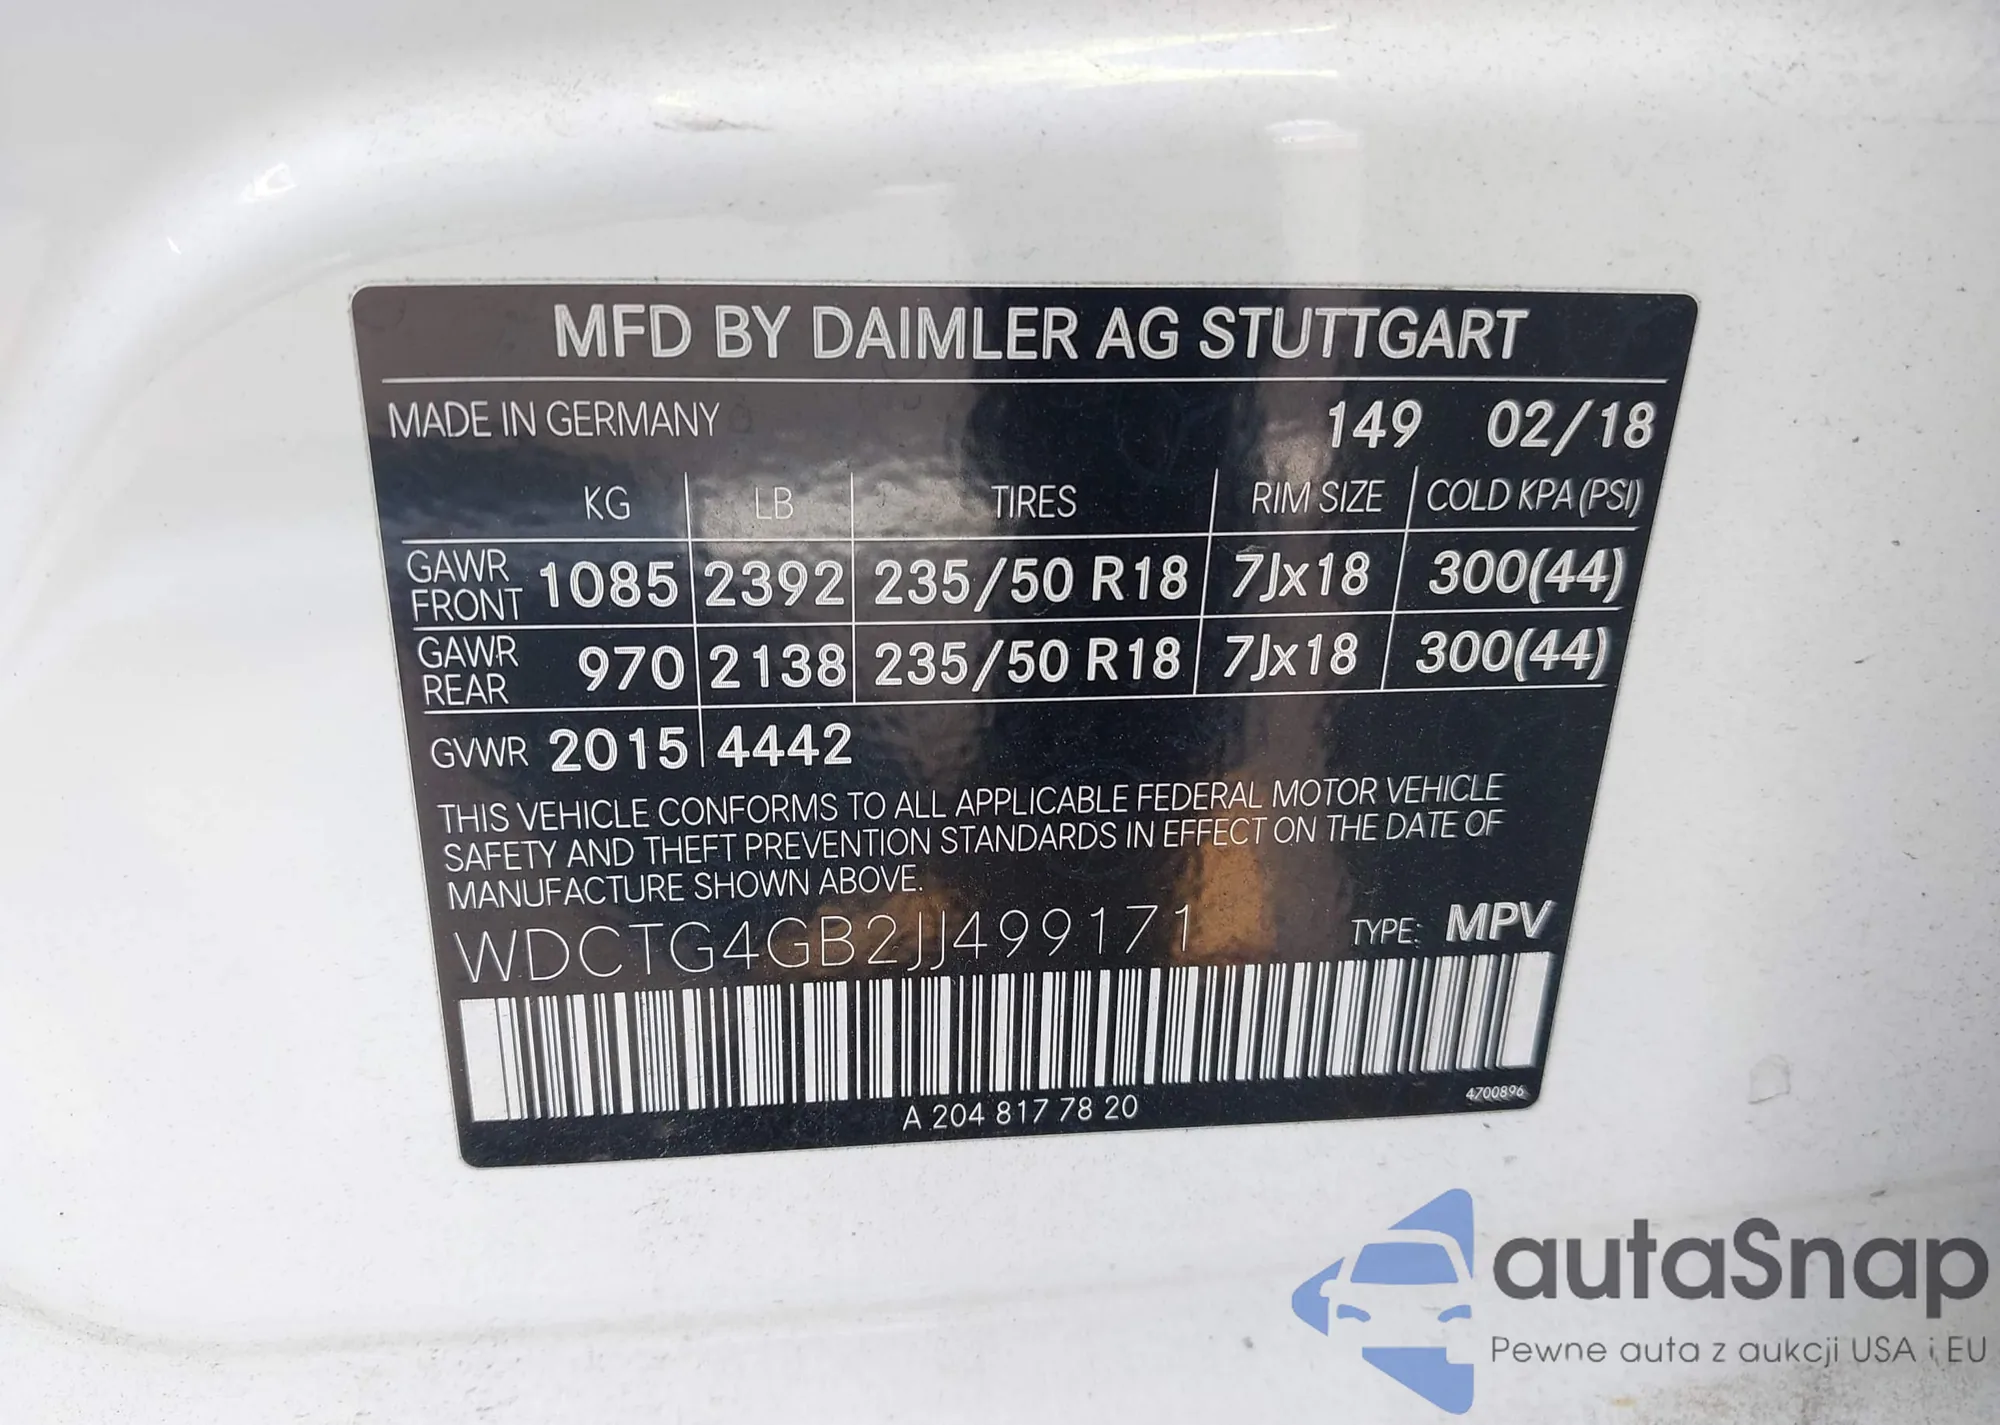 MFD BY DAIMLER AG STUTTGART
MADE IN GERMANY 149 02/18
KG LB TIRES RIM SIZE COLD KPA (PSI)
GAWR FRONT 1085 2392 235/50 R18 7Jx18 300(44)
GAWR REAR 970 2138 235/50 R18 7Jx18 300(44)
GVWR 2015 4442
THIS VEHICLE CONFORMS TO ALL APPLICABLE FEDERAL MOTOR VEHICLE
SAFETY AND THEFT PREVENTION STANDARDS IN EFFECT ON THE DATE OF
MANUFACTURE SHOWN ABOVE.
WDCTG4GB2JJ499171 TYPE: MPV
A 204 817 78 20
4700896
autaSnap
Pewne auta z aukcji USA i EU